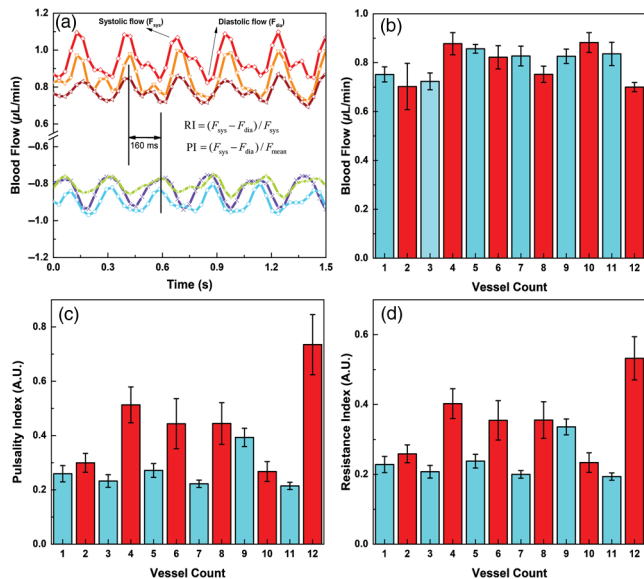 (a)
Systolic flow (Fsys)
Diastolic flow (Fdia)
Blood Flow (μL/min)
1.2
1.1
1.0
0.9
0.8
0.7
0.6
-0.6
-0.8
-1.0
-1.2
160 ms
RI = (Fsys − Fdia) / Fsys
PI = (Fsys − Fdia) / Fmean
0.0 0.3 0.6 0.9 1.2 1.5
Time (s)
(b)
Blood Flow (μL/min)
1.0
0.8
0.6
0.4
0.2
0.0
1 2 3 4 5 6 7 8 9 10 11 12
Vessel Count
(c)
Pulsality Index (A.U.)
0.8
0.6
0.4
0.2
0.0
1 2 3 4 5 6 7 8 9 10 11 12
Vessel Count
(d)
Resistance Index (A.U.)
0.6
0.4
0.2
0.0
1 2 3 4 5 6 7 8 9 10 11 12
Vessel Count